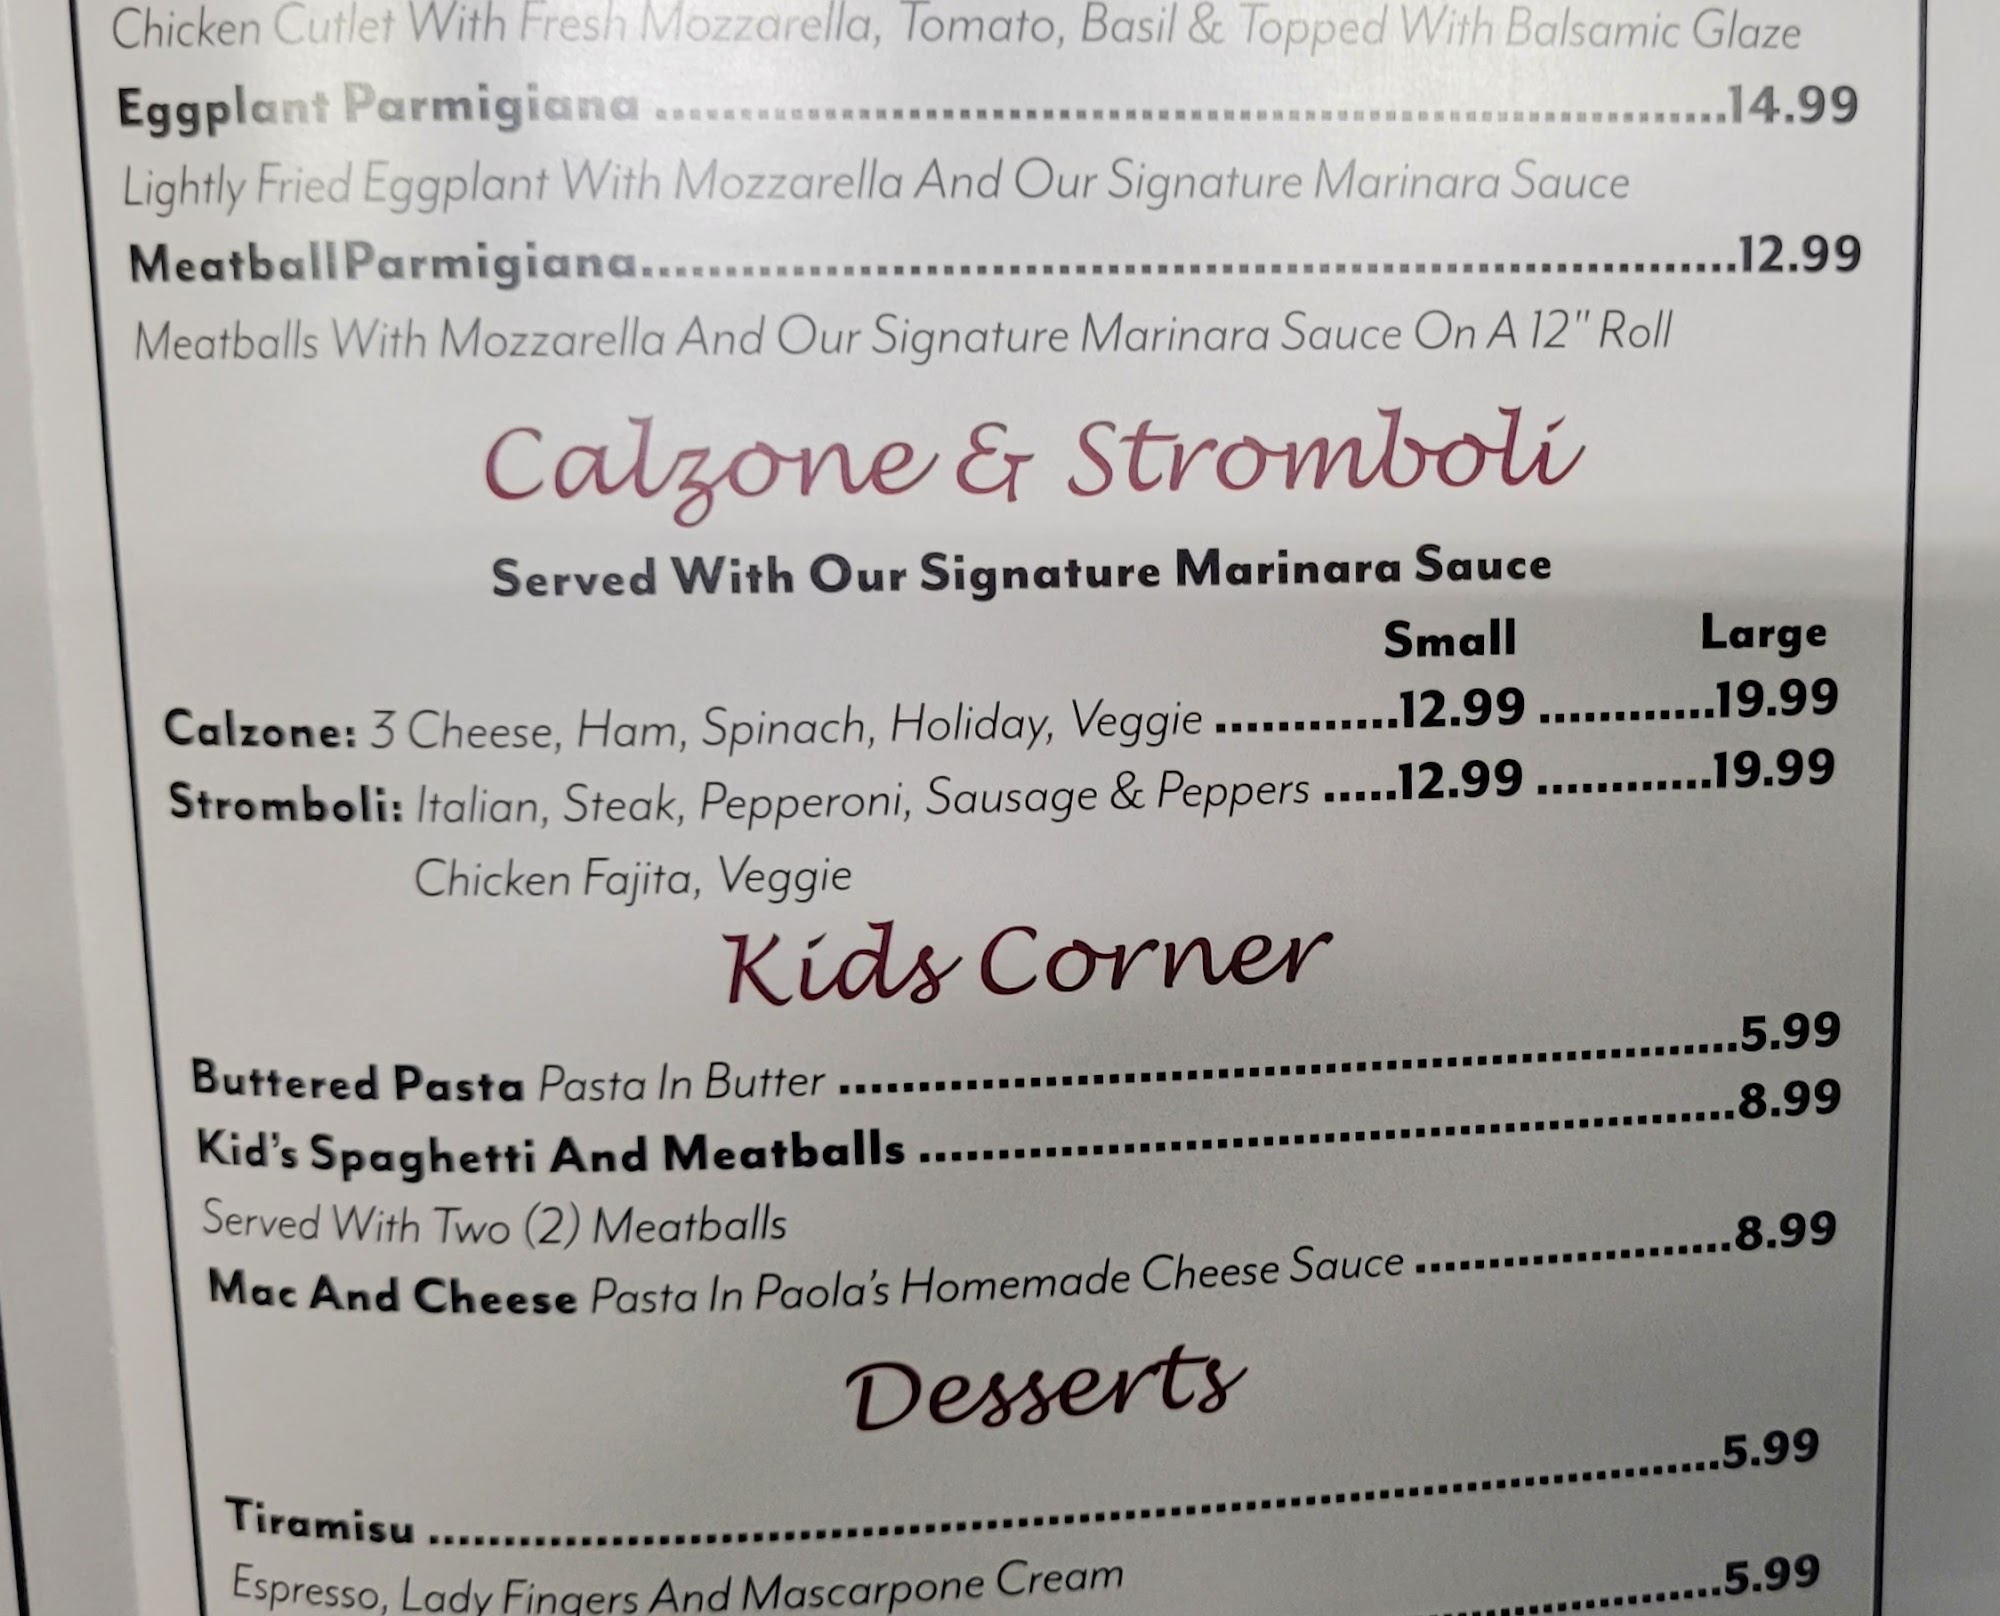 Chicken Cutlet With Fresh Mozzarella, Tomato, Basil & Topped With Balsamic Glaze
Eggplant Parmigiana ....................14.99
Lightly Fried Eggplant With Mozzarella And Our Signature Marinara Sauce
Meatball Parmigiana....................12.99
Meatballs With Mozzarella And Our Signature Marinara Sauce On A 12" Roll
Calzone & Stromboli
Served With Our Signature Marinara Sauce
Small Large
Calzone: 3 Cheese, Ham, Spinach, Holiday, Veggie ............12.99 ............19.99
Stromboli: Italian, Steak, Pepperoni, Sausage & Peppers .....12.99 ............19.99
Chicken Fajita, Veggie
Kids Corner
Buttered Pasta Pasta In Butter ....................5.99
Kid's Spaghetti And Meatballs ....................8.99
Served With Two (2) Meatballs
Mac And Cheese Pasta In Paola's Homemade Cheese Sauce ....................8.99
Desserts
Tiramisu ....................5.99
Espresso, Lady Fingers And Mascarpone Cream
....................5.99